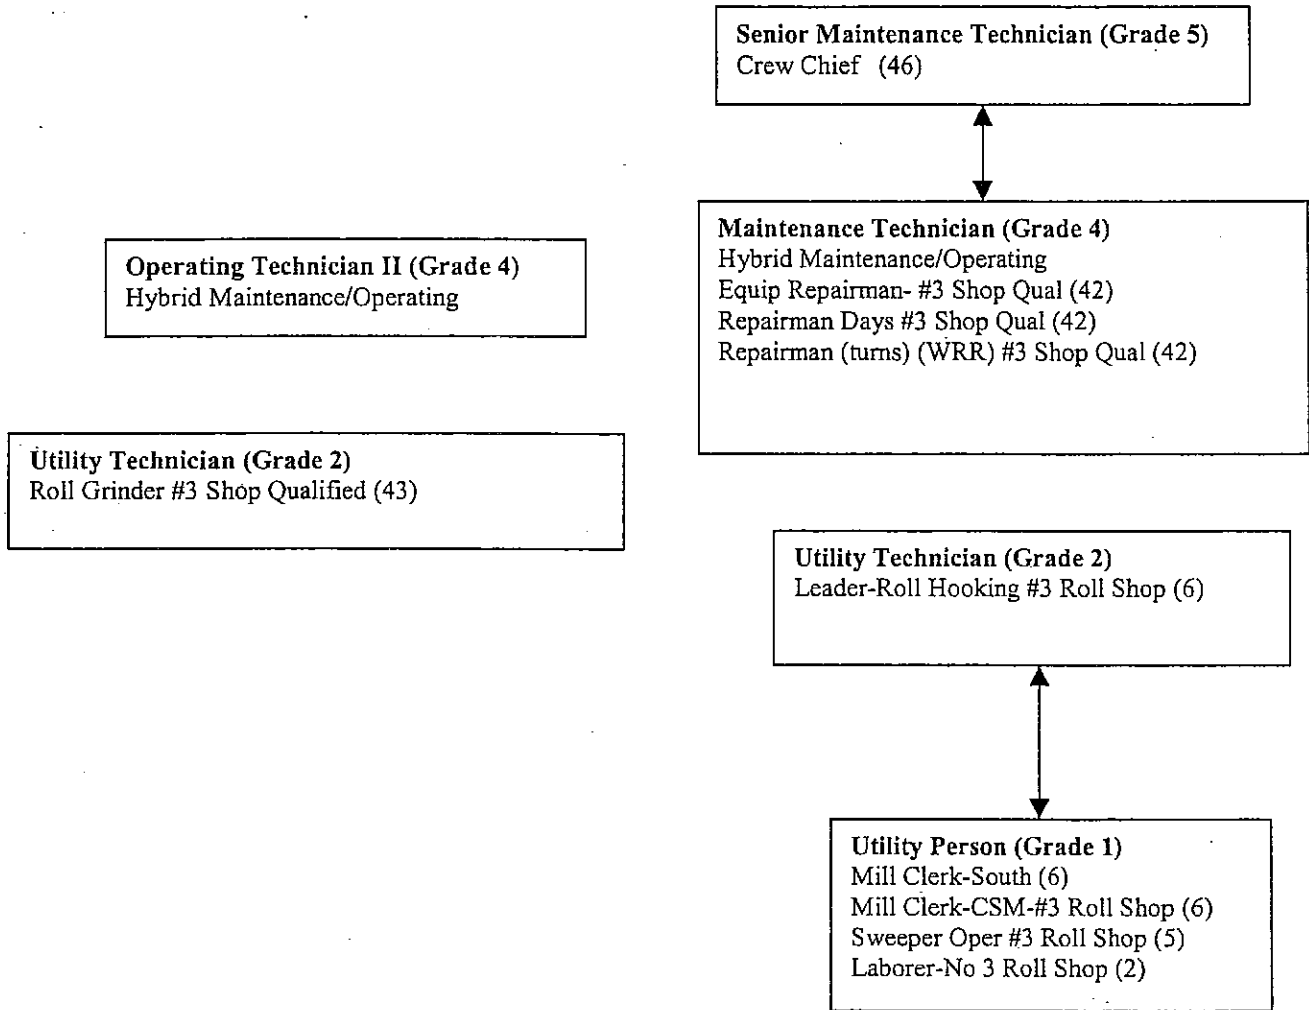 Senior Maintenance Technician (Grade 5)
Crew Chief (46)
Maintenance Technician (Grade 4)
Hybrid Maintenance/Operating
Equip Repairman- #3 Shop Qual (42)
Repairman Days #3 Shop Qual (42)
Repairman (turns) (WRR) #3 Shop Qual (42)
Operating Technician II (Grade 4)
Hybrid Maintenance/Operating
Utility Technician (Grade 2)
Roll Grinder #3 Shop Qualified (43)
Utility Technician (Grade 2)
Leader-Roll Hooking #3 Roll Shop (6)
Utility Person (Grade 1)
Mill Clerk-South (6)
Mill Clerk-CSM-#3 Roll Shop (6)
Sweeper Oper #3 Roll Shop (5)
Laborer-No 3 Roll Shop (2)